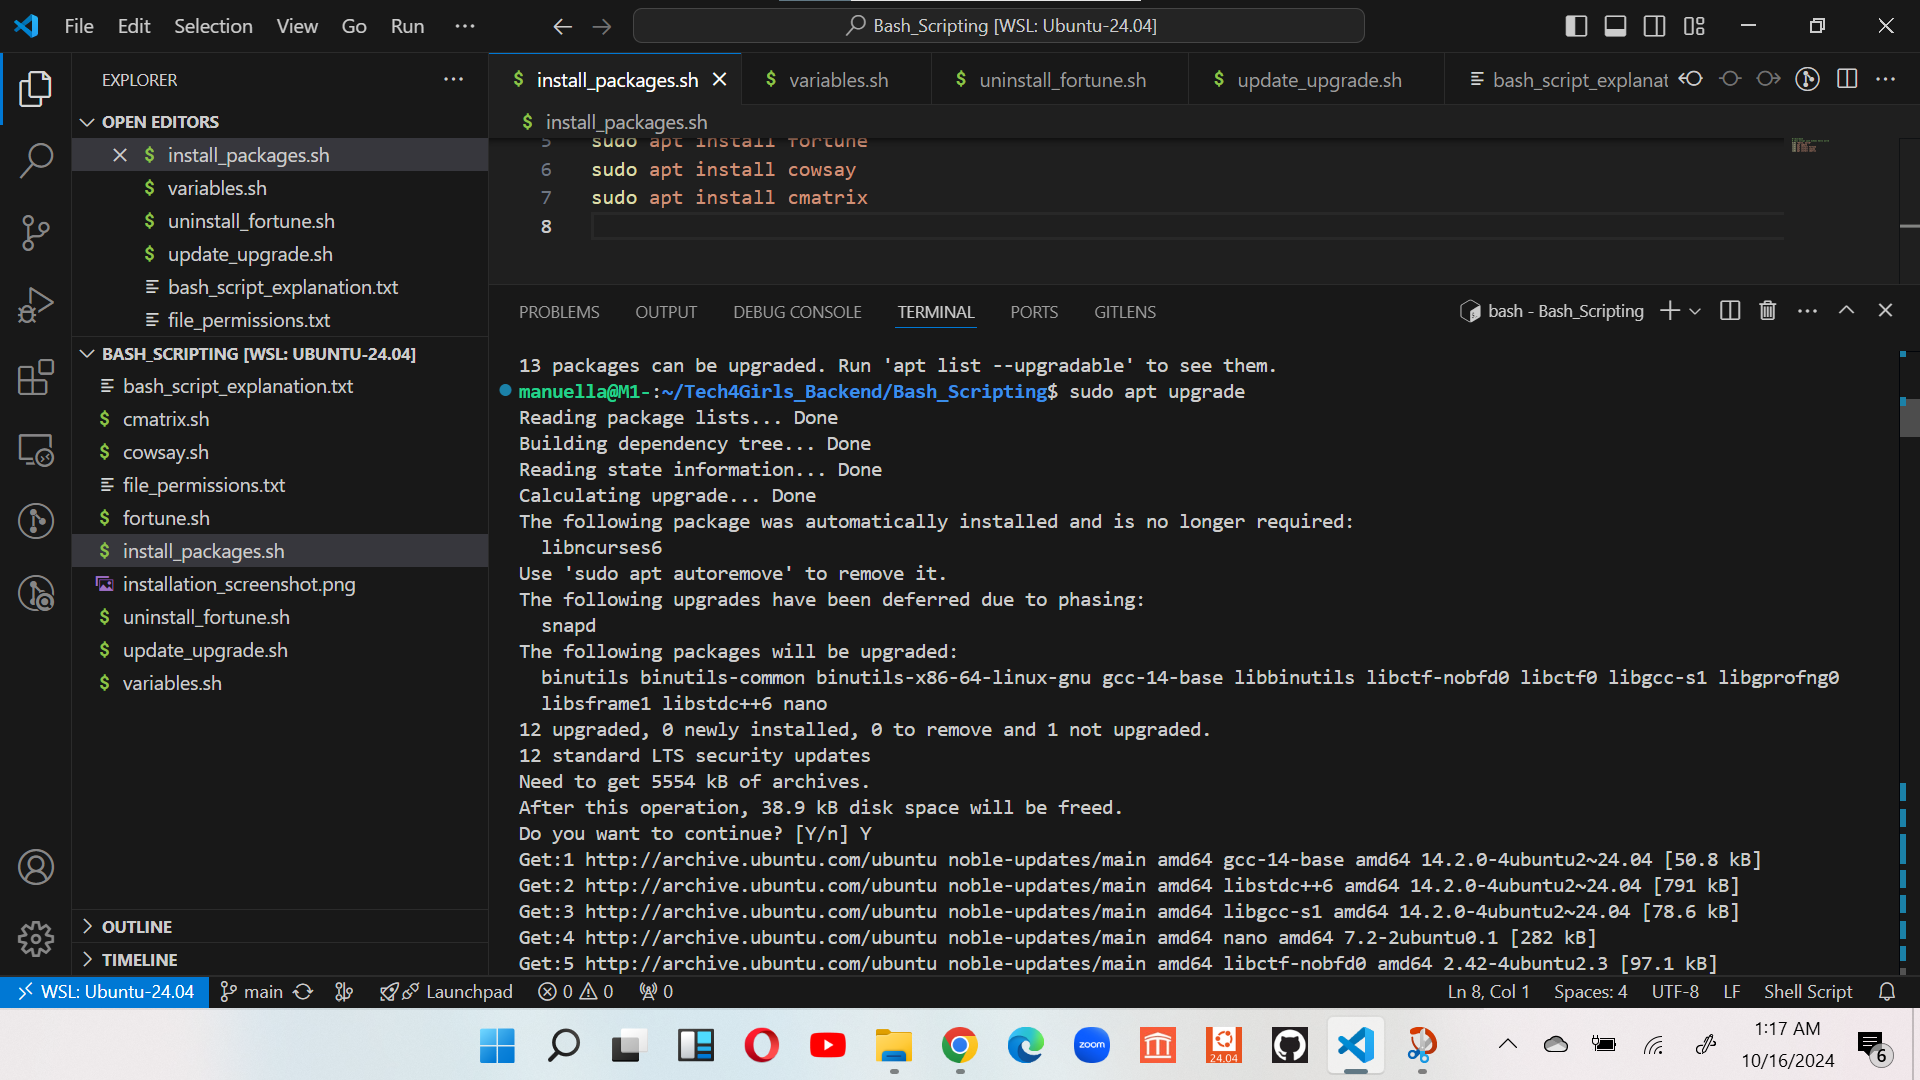 File Edit Selection View Go Run ···
Bash_Scripting [WSL: Ubuntu-24.04]
EXPLORER
OPEN EDITORS
$ install_packages.sh
$ variables.sh
$ uninstall_fortune.sh
$ update_upgrade.sh
bash_script_explanation.txt
file_permissions.txt
BASH_SCRIPTING [WSL: UBUNTU-24.04]
bash_script_explanation.txt
$ cmatrix.sh
$ cowsay.sh
file_permissions.txt
$ fortune.sh
$ install_packages.sh
installation_screenshot.png
$ uninstall_fortune.sh
$ update_upgrade.sh
$ variables.sh
OUTLINE
TIMELINE
$ install_packages.sh $ variables.sh $ uninstall_fortune.sh $ update_upgrade.sh bash_script_explanat
$ install_packages.sh
5 sudo apt install fortune
6 sudo apt install cowsay
7 sudo apt install cmatrix
8
PROBLEMS OUTPUT DEBUG CONSOLE TERMINAL PORTS GITLENS bash - Bash_Scripting
13 packages can be upgraded. Run 'apt list --upgradable' to see them.
manuella@M1-:~/Tech4Girls_Backend/Bash_Scripting$ sudo apt upgrade
Reading package lists... Done
Building dependency tree... Done
Reading state information... Done
Calculating upgrade... Done
The following package was automatically installed and is no longer required:
libncurses6
Use 'sudo apt autoremove' to remove it.
The following upgrades have been deferred due to phasing:
snapd
The following packages will be upgraded:
binutils binutils-common binutils-x86-64-linux-gnu gcc-14-base libbinutils libctf-nobfd0 libctf0 libgcc-s1 libgprofng0
libsframe1 libstdc++6 nano
12 upgraded, 0 newly installed, 0 to remove and 1 not upgraded.
12 standard LTS security updates
Need to get 5554 kB of archives.
After this operation, 38.9 kB disk space will be freed.
Do you want to continue? [Y/n] Y
Get:1 http://archive.ubuntu.com/ubuntu noble-updates/main amd64 gcc-14-base amd64 14.2.0-4ubuntu2~24.04 [50.8 kB]
Get:2 http://archive.ubuntu.com/ubuntu noble-updates/main amd64 libstdc++6 amd64 14.2.0-4ubuntu2~24.04 [791 kB]
Get:3 http://archive.ubuntu.com/ubuntu noble-updates/main amd64 libgcc-s1 amd64 14.2.0-4ubuntu2~24.04 [78.6 kB]
Get:4 http://archive.ubuntu.com/ubuntu noble-updates/main amd64 nano amd64 7.2-2ubuntu0.1 [282 kB]
Get:5 http://archive.ubuntu.com/ubuntu noble-updates/main amd64 libctf-nobfd0 amd64 2.42-4ubuntu2.3 [97.1 kB]
WSL: Ubuntu-24.04 main Launchpad 0 0 0 Ln 8, Col 1 Spaces: 4 UTF-8 LF Shell Script
zoom
24.04
1:17 AM
10/16/2024
6